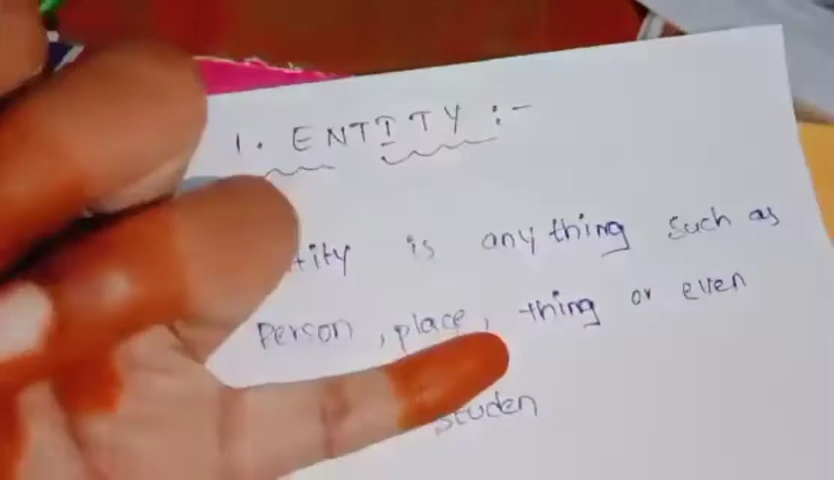 1. ENTITY :-
tity is any thing such as
Person , place , thing or even
Studen